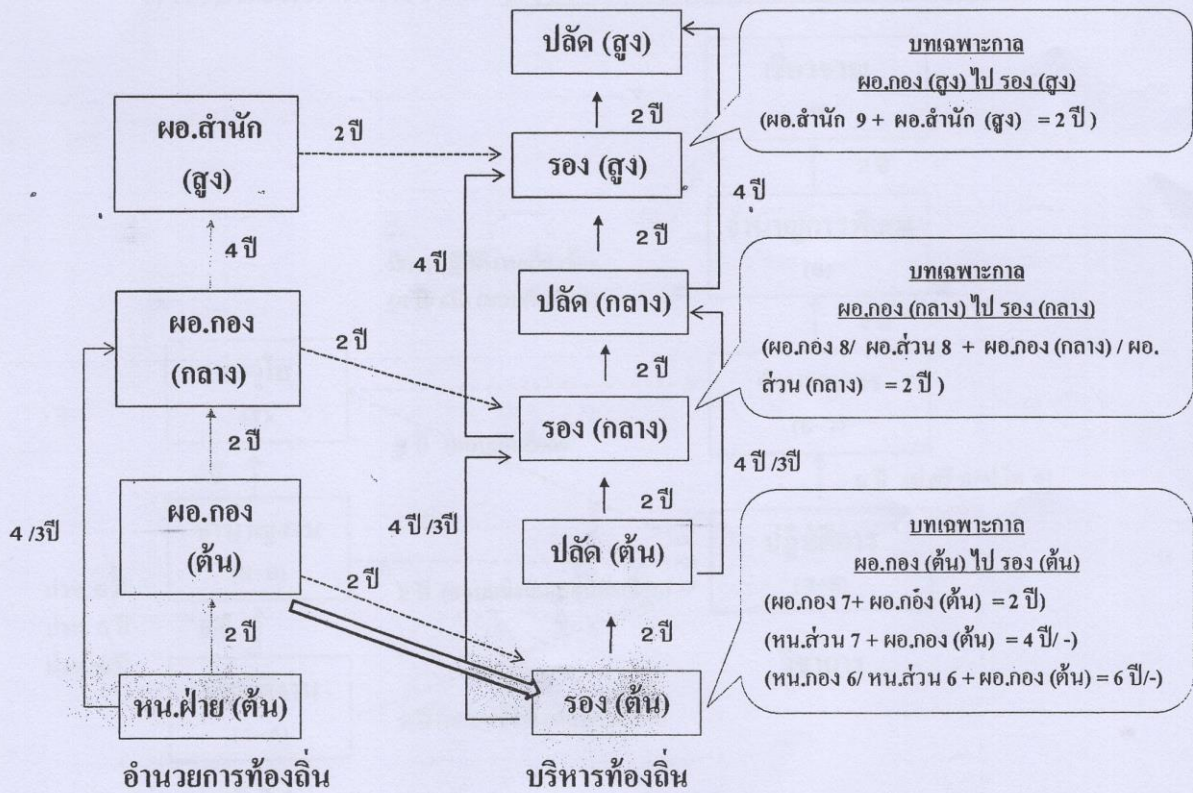 ปลัด (สูง)
2 ปี
ผอ.สำนัก
(สูง)
2 ปี
รอง (สูง)
4 ปี
4 ปี
2 ปี
4 ปี
ปลัด (กลาง)
ผอ.กอง
(กลาง)
2 ปี
2 ปี
รอง (กลาง)
2 ปี
4 ปี /3ปี
2 ปี
ผอ.กอง
(ต้น)
4 /3ปี
4 ปี /3ปี
ปลัด (ต้น)
2 ปี
2 ปี
2 ปี
หน.ฝ่าย (ต้น)
รอง (ต้น)
อำนวยการท้องถิ่น
บริหารท้องถิ่น
บทเฉพาะกาล
ผอ.กอง (สูง) ไป รอง (สูง)
(ผอ.สำนัก 9 + ผอ.สำนัก (สูง) = 2 ปี )
บทเฉพาะกาล
ผอ.กอง (กลาง) ไป รอง (กลาง)
(ผอ.กอง 8/ ผอ.ส่วน 8 + ผอ.กอง (กลาง) / ผอ.
ส่วน (กลาง) = 2 ปี )
บทเฉพาะกาล
ผอ.กอง (ต้น) ไป รอง (ต้น)
(ผอ.กอง 7+ ผอ.กอง (ต้น) = 2 ปี)
(หน.ส่วน 7 + ผอ.กอง (ต้น) = 4 ปี/ -)
(หน.กอง 6/ หน.ส่วน 6 + ผอ.กอง (ต้น) = 6 ปี/-)